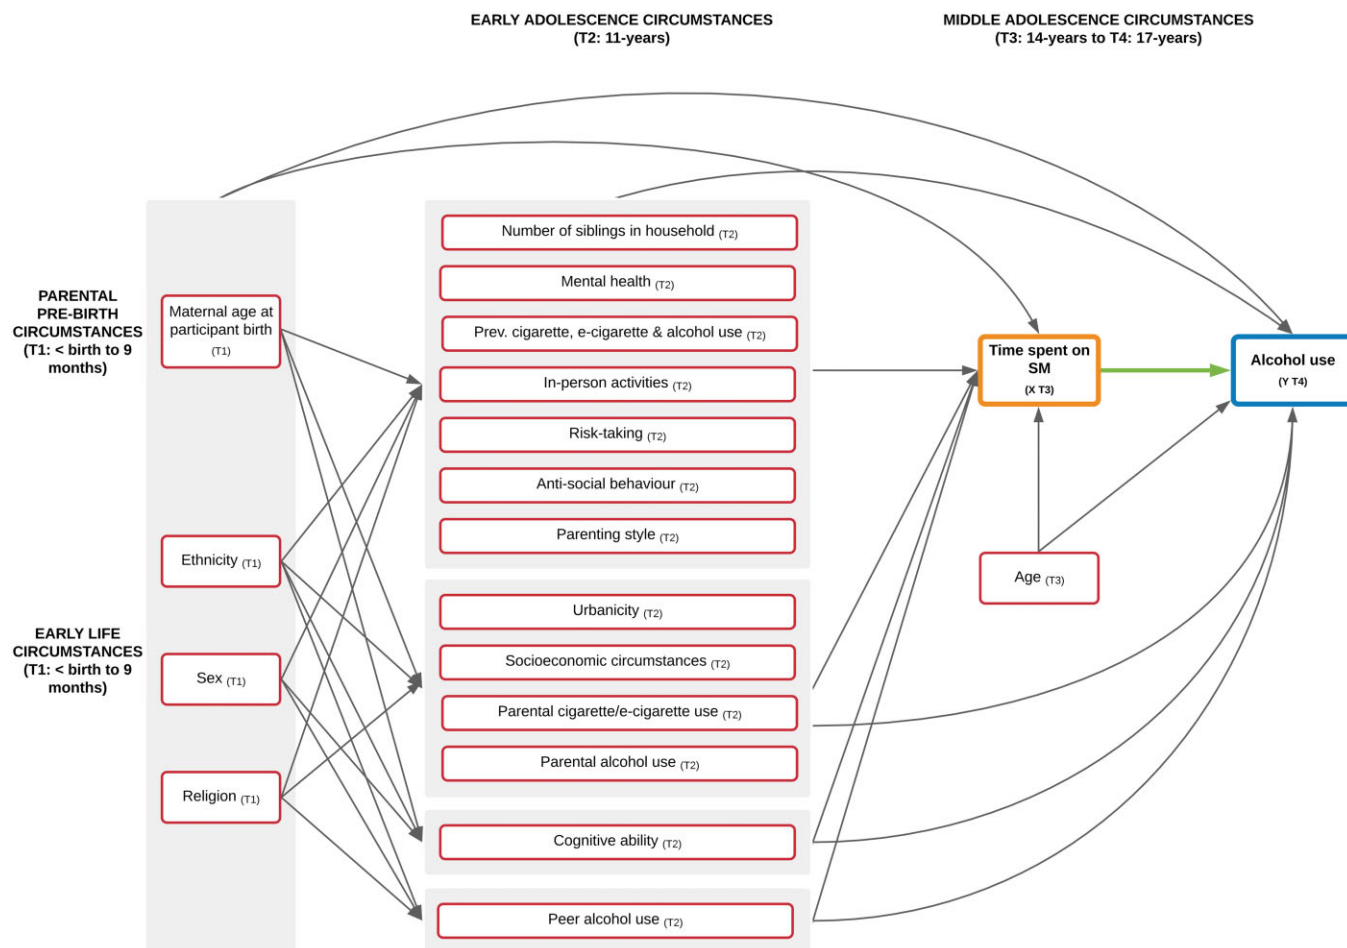 EARLY ADOLESCENCE CIRCUMSTANCES
(T2: 11-years)
MIDDLE ADOLESCENCE CIRCUMSTANCES
(T3: 14-years to T4: 17-years)
PARENTAL
PRE-BIRTH
CIRCUMSTANCES
(T1: < birth to 9
months)
EARLY LIFE
CIRCUMSTANCES
(T1: < birth to 9
months)
Maternal age at
participant birth
(T1)
Ethnicity (T1)
Sex (T1)
Religion (T1)
Number of siblings in household (T2)
Mental health (T2)
Prev. cigarette, e-cigarette & alcohol use (T2)
In-person activities (T2)
Risk-taking (T2)
Anti-social behaviour (T2)
Parenting style (T2)
Urbanicity (T2)
Socioeconomic circumstances (T2)
Parental cigarette/e-cigarette use (T2)
Parental alcohol use (T2)
Cognitive ability (T2)
Peer alcohol use (T2)
Time spent on
SM
(X T3)
Alcohol use
(Y T4)
Age (T3)